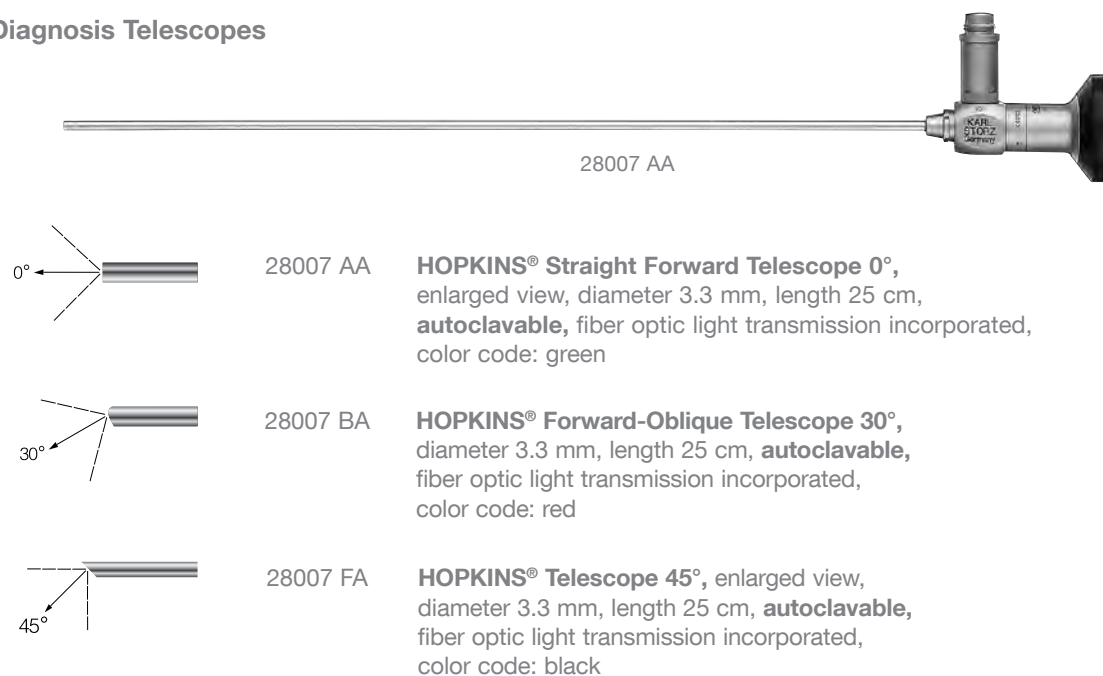 Diagnosis Telescopes
KARL
STORZ
Germany
28007 AA
0°
28007 AA
HOPKINS® Straight Forward Telescope 0°,
enlarged view, diameter 3.3 mm, length 25 cm,
autoclavable, fiber optic light transmission incorporated,
color code: green
30°
28007 BA
HOPKINS® Forward-Oblique Telescope 30°,
diameter 3.3 mm, length 25 cm, autoclavable,
fiber optic light transmission incorporated,
color code: red
45°
28007 FA
HOPKINS® Telescope 45°, enlarged view,
diameter 3.3 mm, length 25 cm, autoclavable,
fiber optic light transmission incorporated,
color code: black